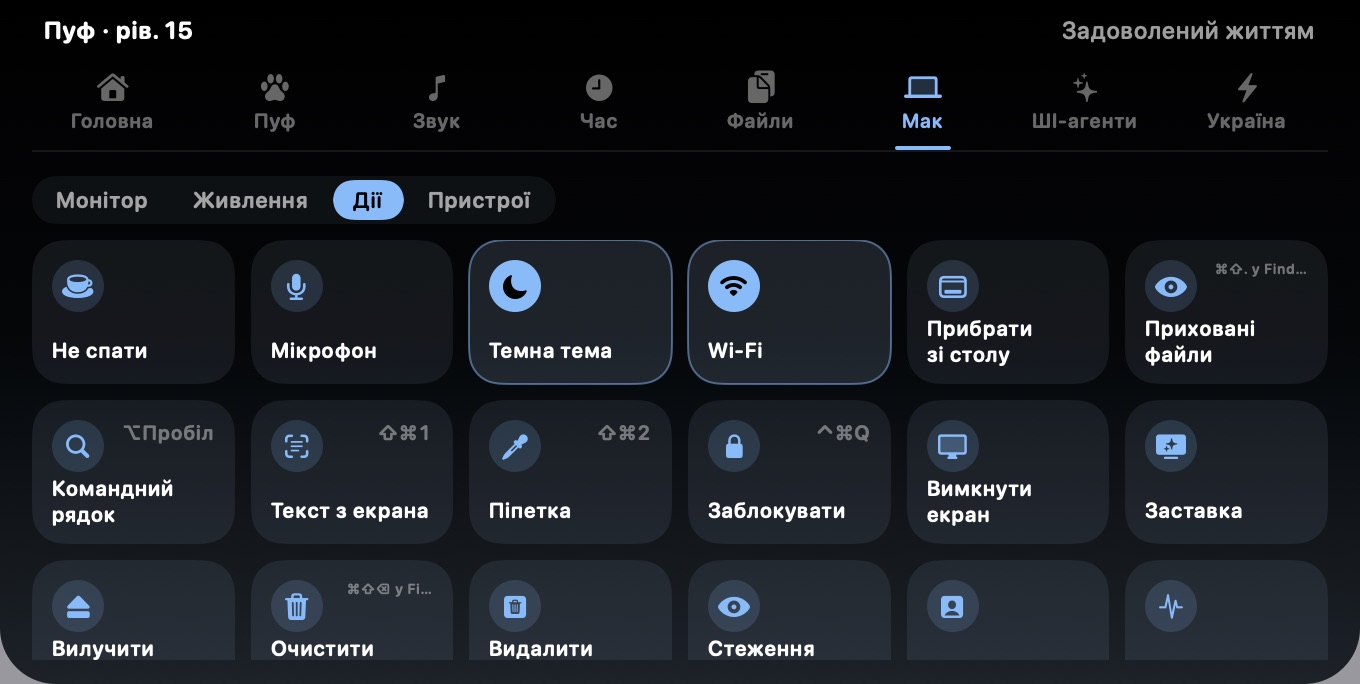 Пуф · рів. 15
Задоволений життям
Головна
Пуф
Звук
Час
Файли
Мак
ШІ-агенти
Україна
Монітор
Живлення
Дії
Пристрої
Не спати
Мікрофон
Темна тема
Wi-Fi
Прибрати
зі столу
⌘⇧. у Find…
Приховані
файли
⌥Пробіл
Командний
рядок
⇧⌘1
Текст з екрана
⇧⌘2
Піпетка
^⌘Q
Заблокувати
Вимкнути
екран
Заставка
Вилучити
⌘⇧⌫ у Fi…
Очистити
Видалити
Стеження